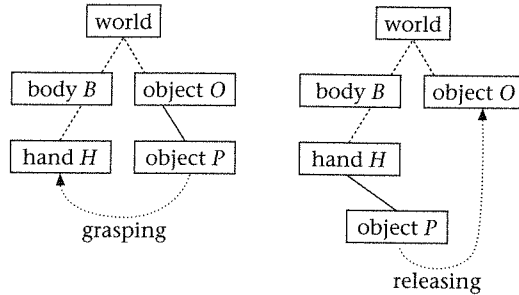 world
body B
object O
hand H
object P
grasping
world
body B
object O
hand H
object P
releasing